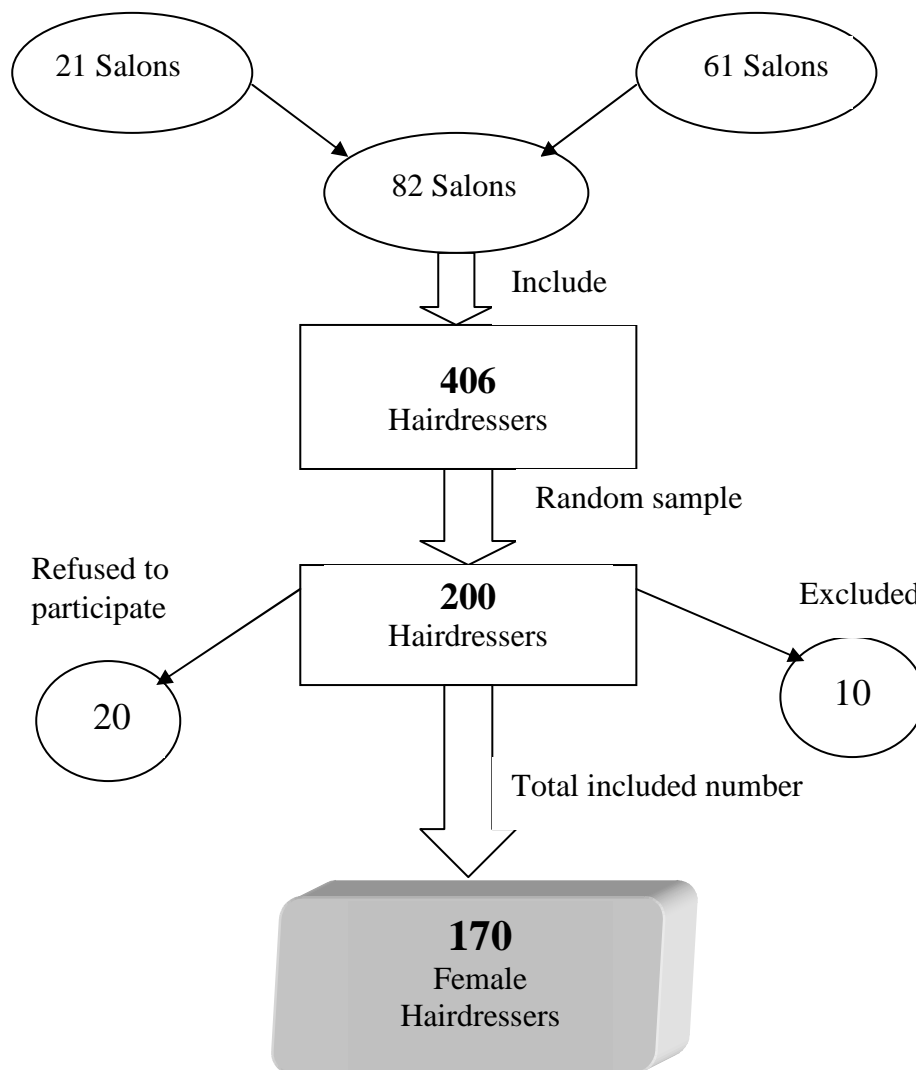 21 Salons
61 Salons
82 Salons
Include
406
Hairdressers
Random sample
Refused to
participate
200
Hairdressers
Excluded
20
10
Total included number
170
Female
Hairdressers